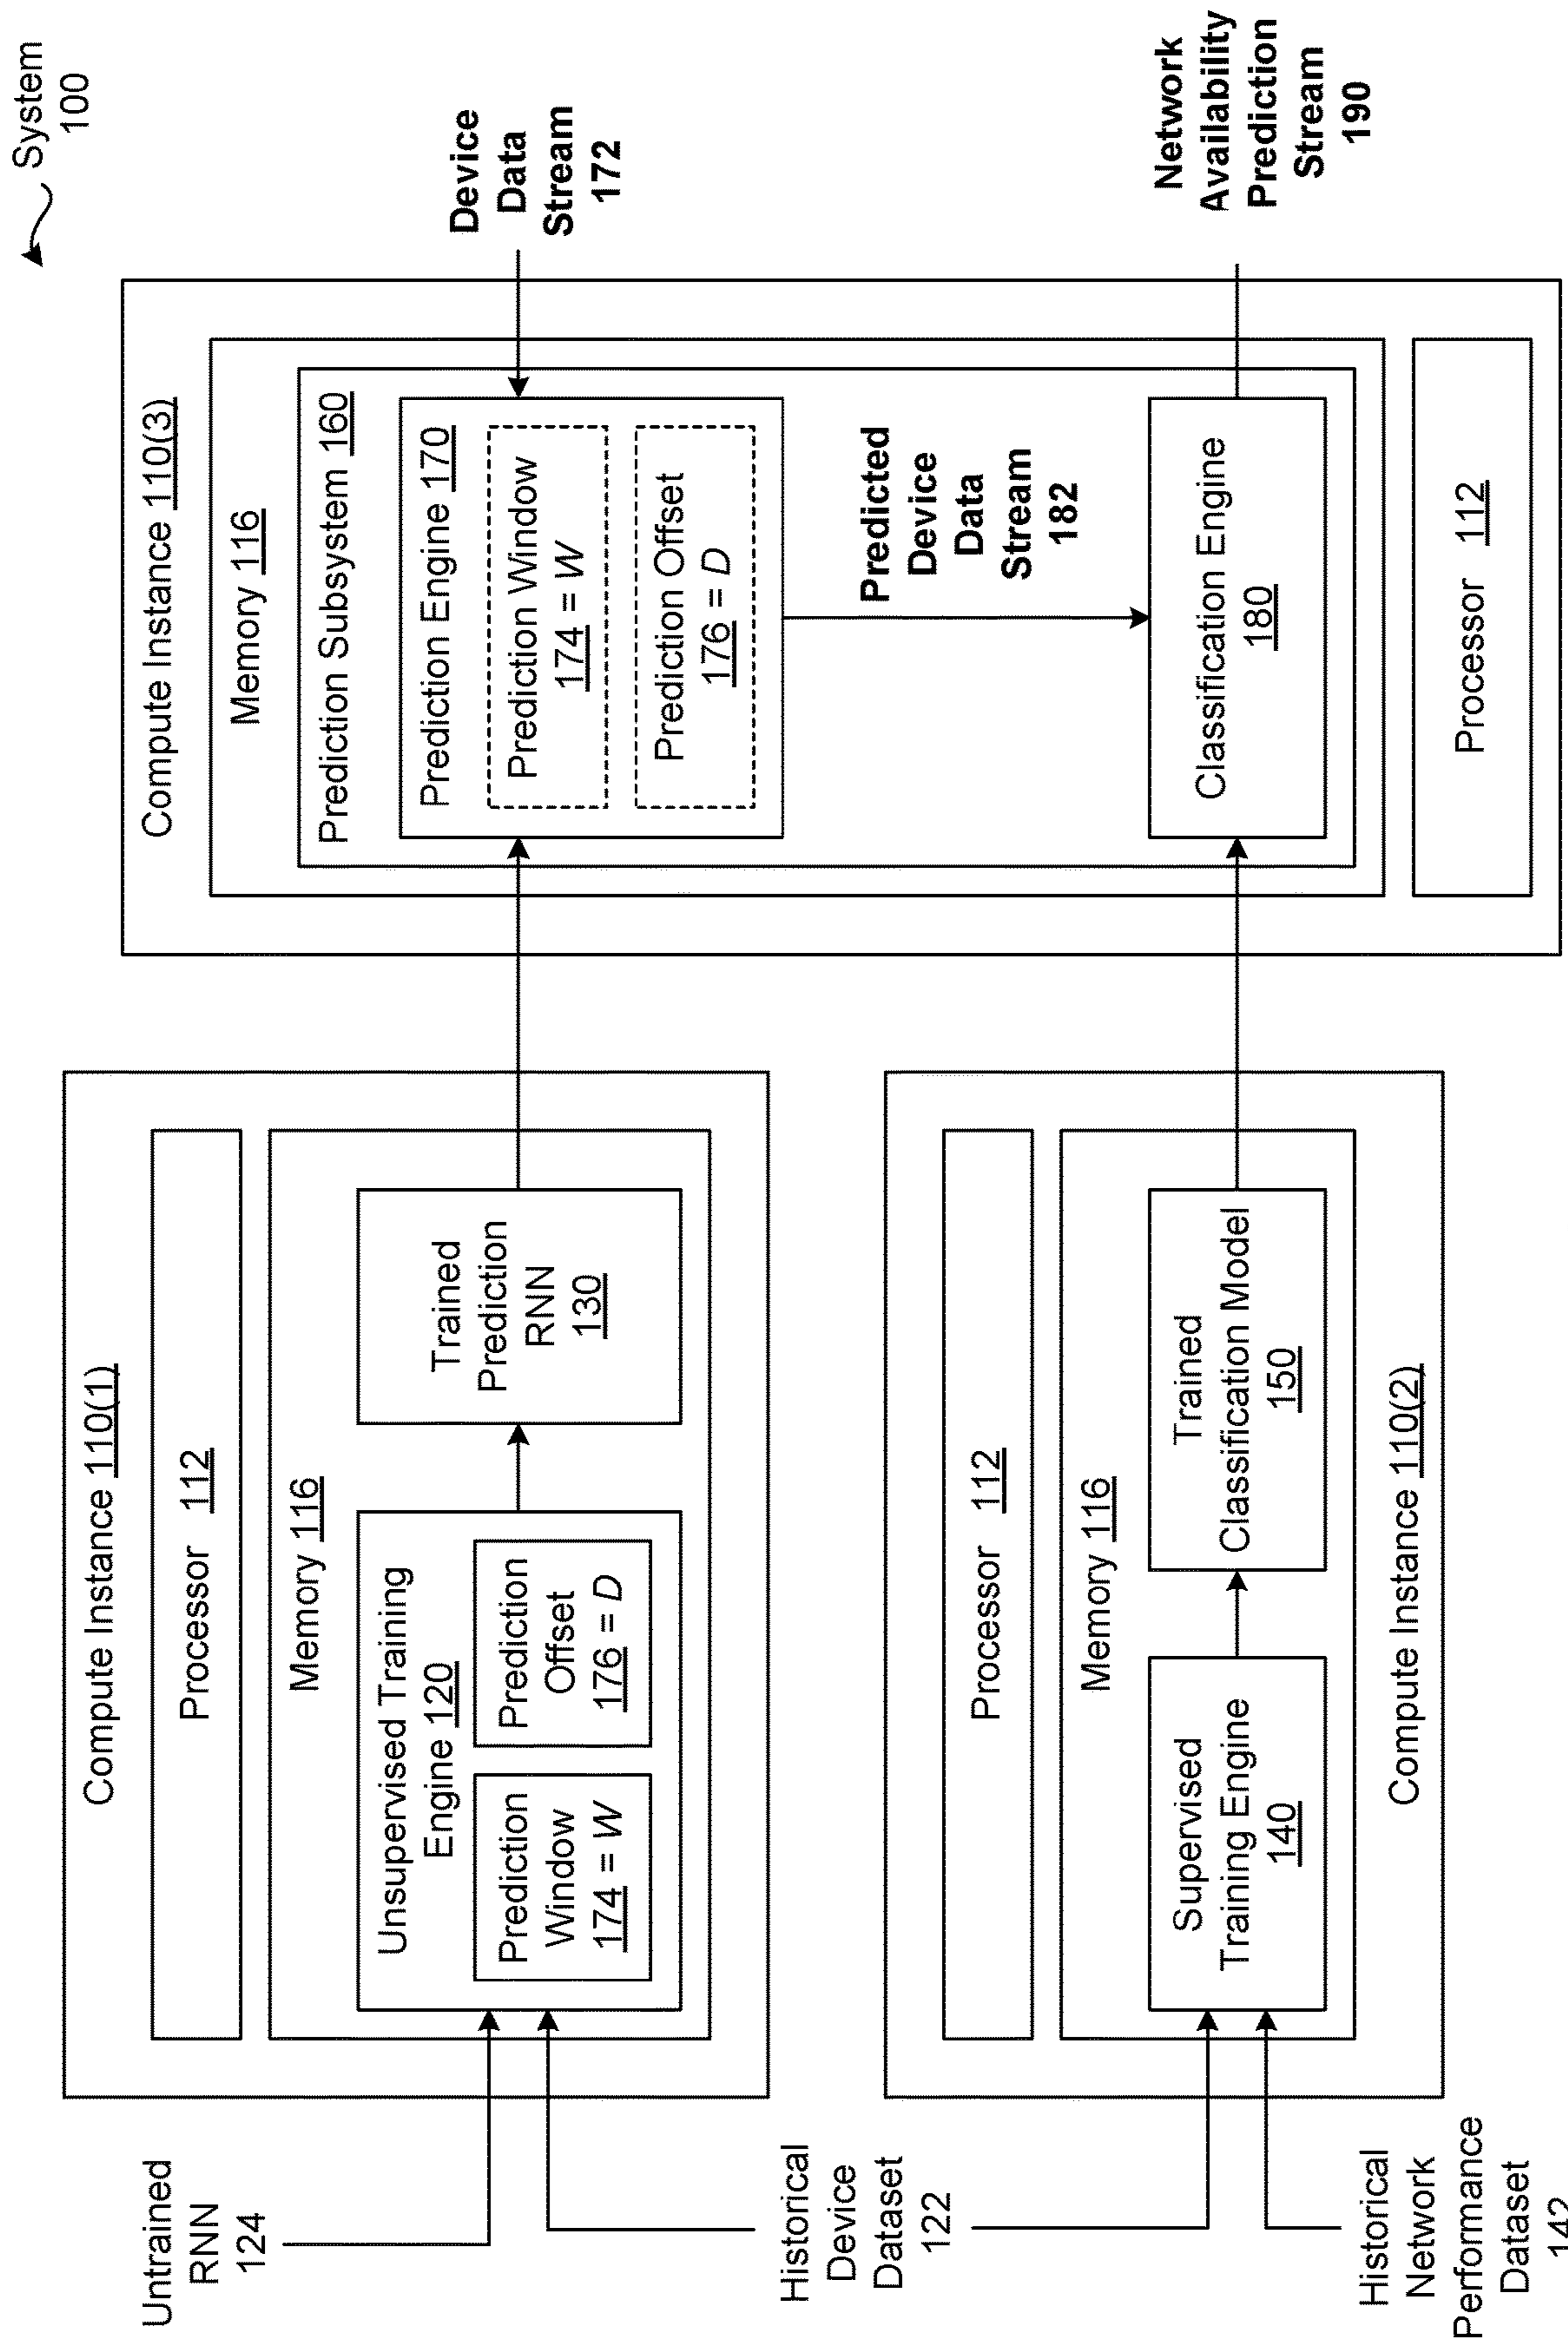 System
100
Compute Instance 110(1)
Processor 112
Memory 116
Unsupervised Training
Engine 120
Prediction
Window
174 = W
Prediction
Offset
176 = D
Trained
Prediction
RNN
130
Untrained
RNN
124
Historical
Device
Dataset
122
Historical
Network
Performance
Dataset
142
Processor 112
Memory 116
Supervised
Training Engine
140
Trained
Classification Model
150
Compute Instance 110(2)
Compute Instance 110(3)
Memory 116
Prediction Subsystem 160
Prediction Engine 170
Prediction Window
174 = W
Prediction Offset
176 = D
Predicted
Device
Data
Stream
182
Classification Engine
180
Processor 112
Device
Data
Stream
172
Network
Availability
Prediction
Stream
190